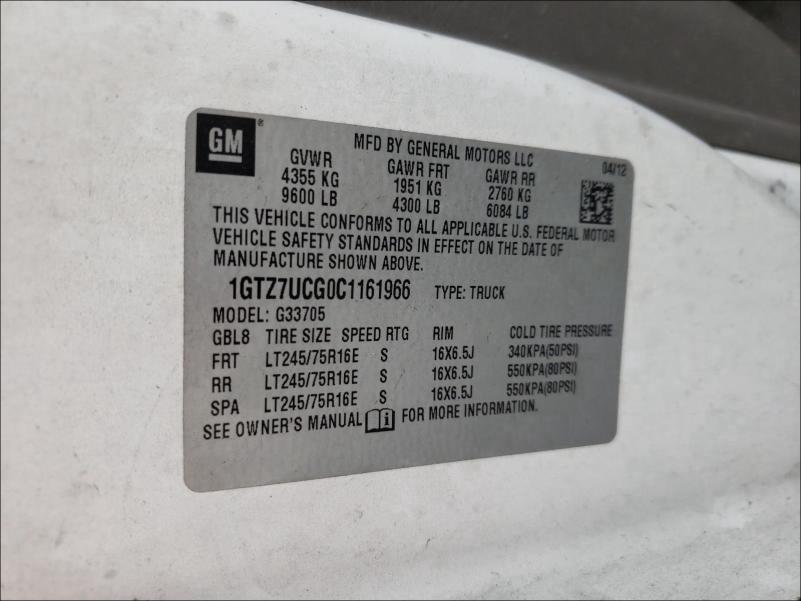 GM®
MFD BY GENERAL MOTORS LLC
04/12
GVWR GAWR FRT GAWR RR
4355 KG 1951 KG 2760 KG
9600 LB 4300 LB 6084 LB
THIS VEHICLE CONFORMS TO ALL APPLICABLE U.S. FEDERAL MOTOR
VEHICLE SAFETY STANDARDS IN EFFECT ON THE DATE OF
MANUFACTURE SHOWN ABOVE.
1GTZ7UCG0C1161966 TYPE: TRUCK
MODEL: G33705
GBL8 TIRE SIZE SPEED RTG RIM COLD TIRE PRESSURE
FRT LT245/75R16E S 16X6.5J 340KPA(50PSI)
RR LT245/75R16E S 16X6.5J 550KPA(80PSI)
SPA LT245/75R16E S 16X6.5J 550KPA(80PSI)
SEE OWNER'S MANUAL i FOR MORE INFORMATION.